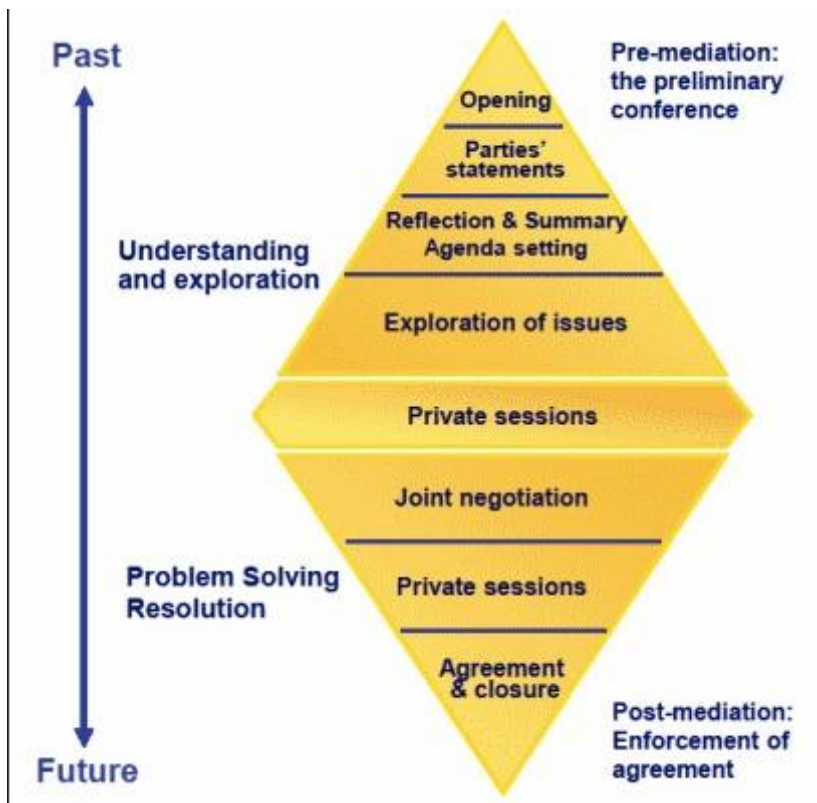 Past
Pre-mediation:
the preliminary
conference
Opening
Parties'
statements
Reflection & Summary
Agenda setting
Understanding
and exploration
Exploration of issues
Private sessions
Joint negotiation
Problem Solving
Resolution
Private sessions
Agreement
& closure
Post-mediation:
Enforcement of
agreement
Future